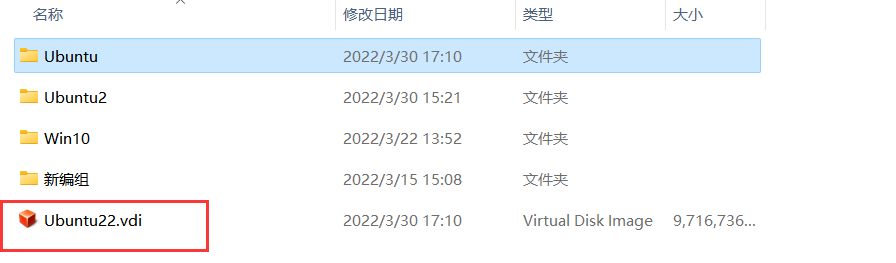 名称 修改日期 类型 大小
Ubuntu 2022/3/30 17:10 文件夹
Ubuntu2 2022/3/30 15:21 文件夹
Win10 2022/3/22 13:52 文件夹
新编组 2022/3/15 15:08 文件夹
Ubuntu22.vdi 2022/3/30 17:10 Virtual Disk Image 9,716,736...